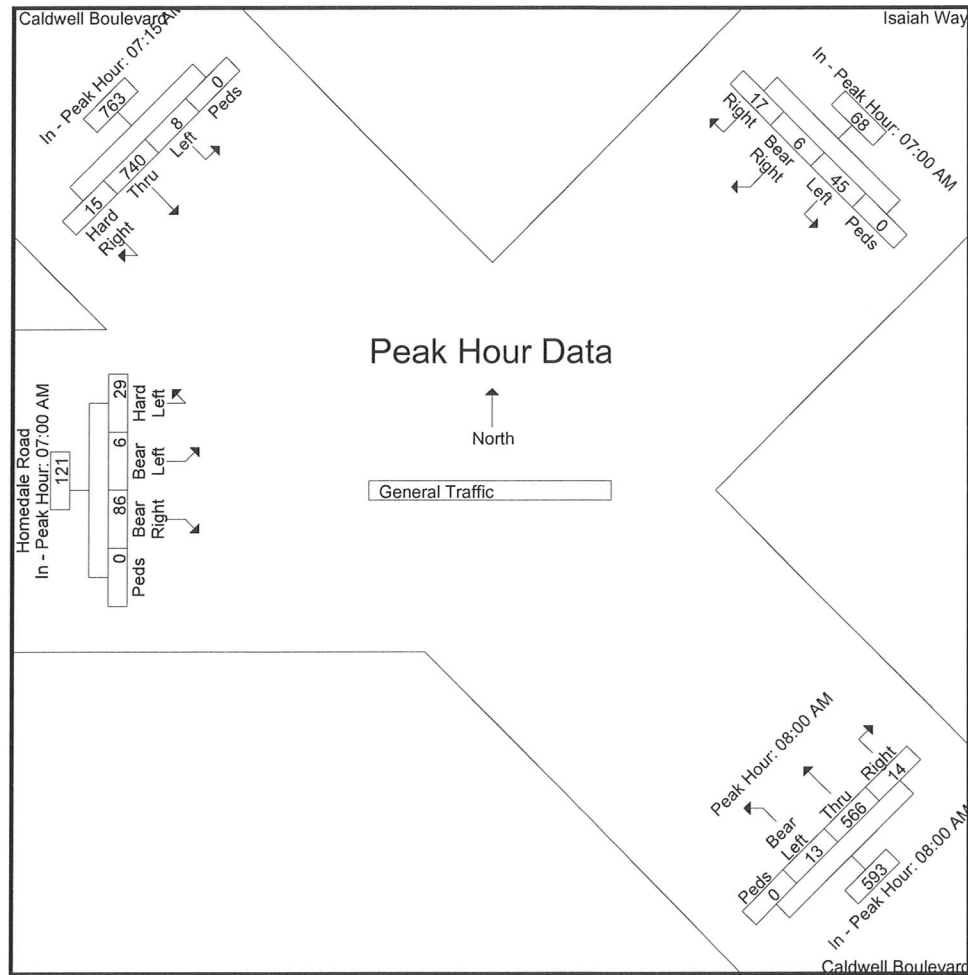 Caldwell Boulevard
In - Peak Hour: 07:15 AM
763
15 740 8 0
Hard Right
Thru
Left
Peds
Isaiah Way
In - Peak Hour: 07:00 AM
68
17 6 45 0
Right
Bear Right
Left
Peds
Peak Hour Data
North
General Traffic
Homedale Road
In - Peak Hour: 07:00 AM
121
29 6 86 0
Hard Left
Bear Left
Bear Right
Peds
Peak Hour: 08:00 AM
Peds
Bear Left
Thru
Right
0 13 566 14
593
In - Peak Hour: 08:00 AM
Caldwell Boulevard